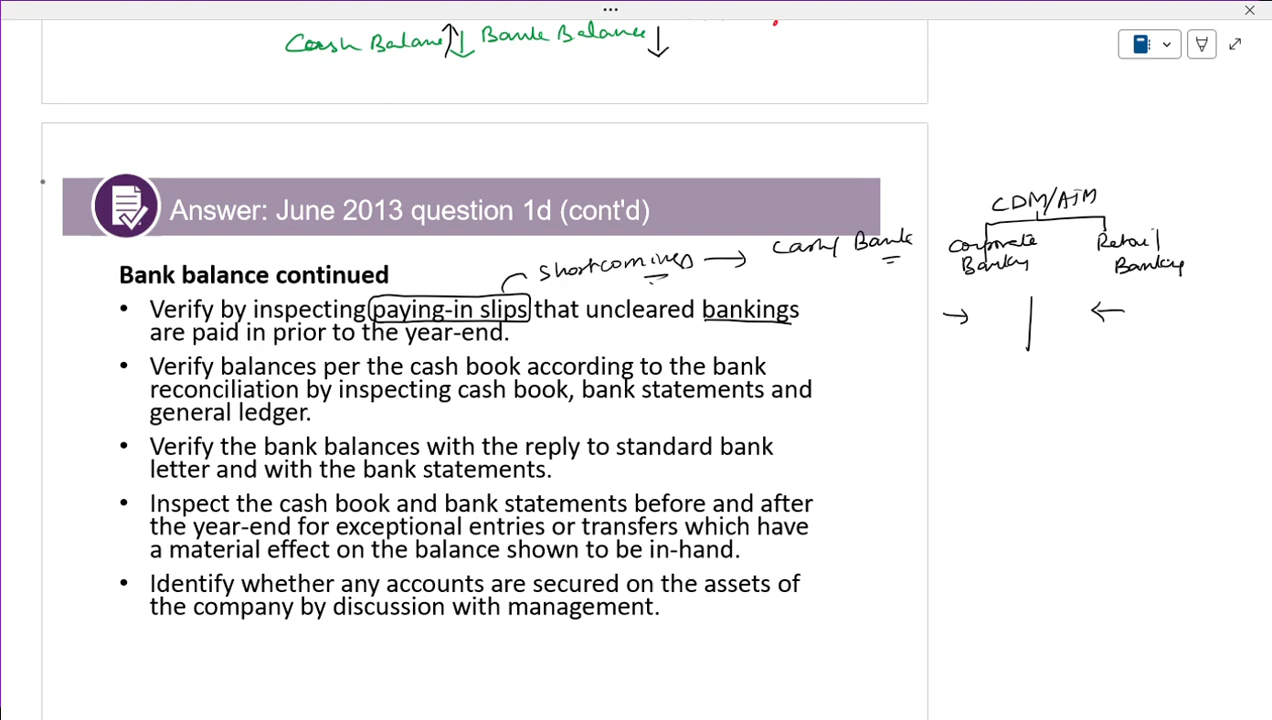 Cash Balance Bank Balance
CDM/ATM
Answer: June 2013 question 1d (cont'd)
Cash/ Bank
Corporate Banking
Retail Banking
Bank balance continued
Shortcomings
• Verify by inspecting paying-in slips that uncleared bankings
are paid in prior to the year-end.
• Verify balances per the cash book according to the bank
reconciliation by inspecting cash book, bank statements and
general ledger.
• Verify the bank balances with the reply to standard bank
letter and with the bank statements.
• Inspect the cash book and bank statements before and after
the year-end for exceptional entries or transfers which have
a material effect on the balance shown to be in-hand.
• Identify whether any accounts are secured on the assets of
the company by discussion with management.